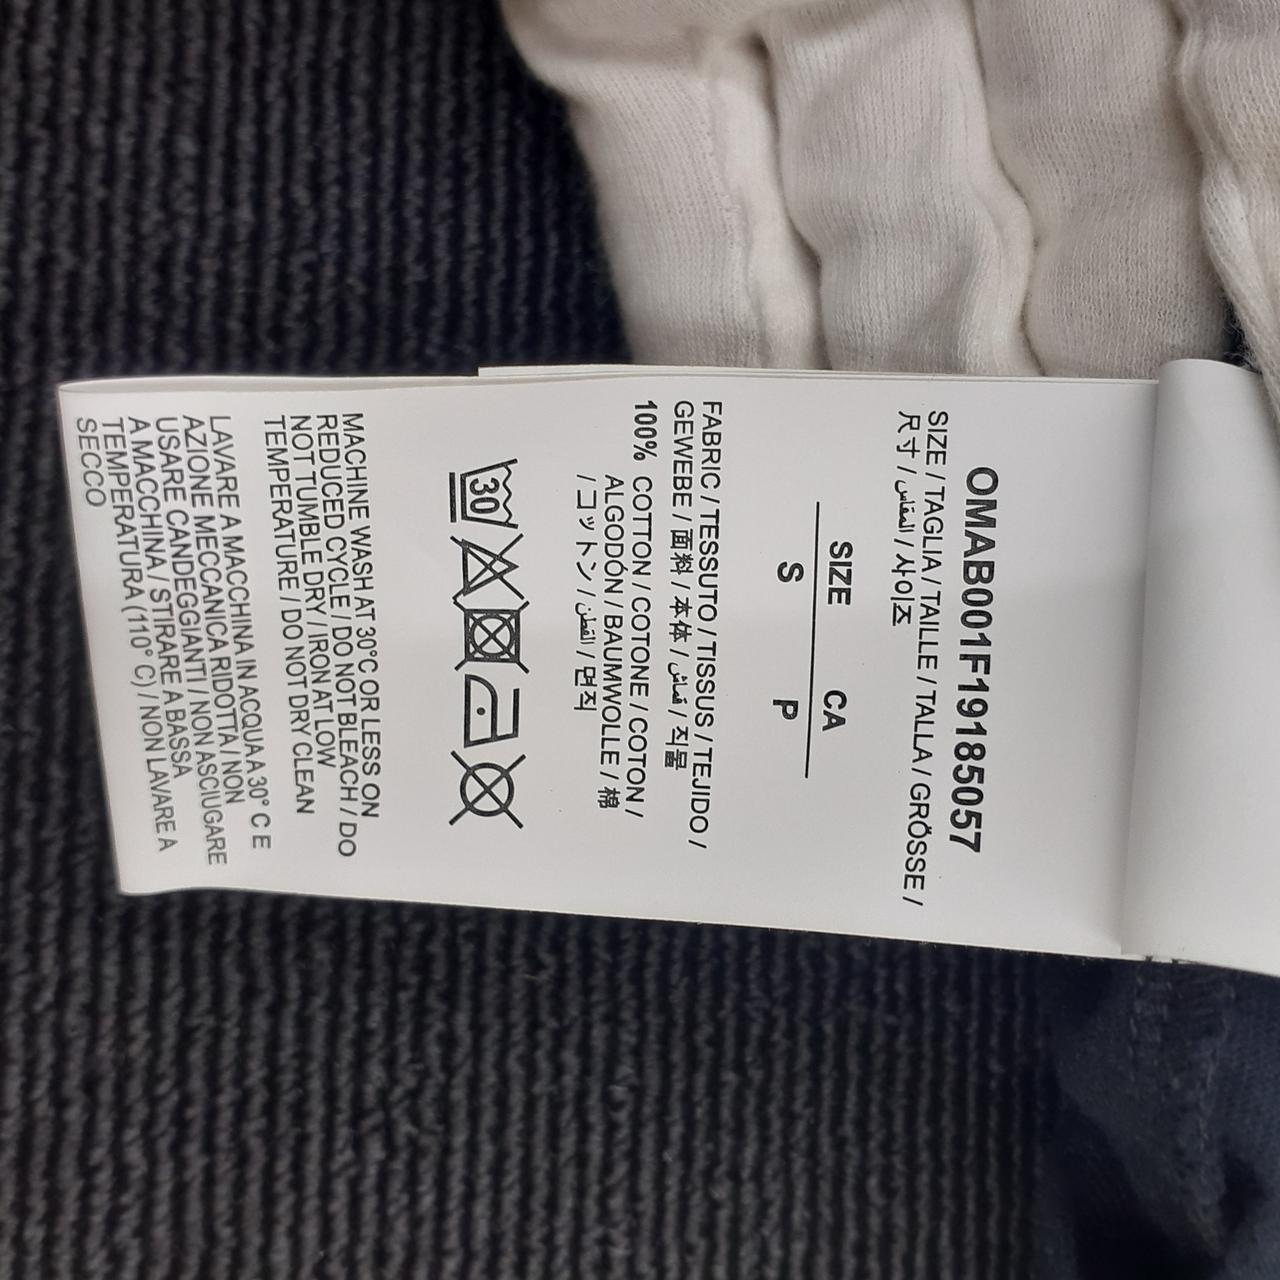 OMAB001F19185057
SIZE / TAGLIA / TAILLE / TALLA / GRÖSSE /
尺寸 / المقاس / 사이즈
SIZE CA
S P
FABRIC / TESSUTO / TISSUS / TEJIDO /
GEWEBE / 面料 / 本体 / قماش / 직물
100% COTTON / COTONE / COTON /
ALGODÓN / BAUMWOLLE / 棉
/ コットン / القطن / 면직
30
MACHINE WASH AT 30°C OR LESS ON
REDUCED CYCLE / DO NOT BLEACH / DO
NOT TUMBLE DRY / IRON AT LOW
TEMPERATURE / DO NOT DRY CLEAN
LAVARE A MACCHINA IN ACQUA A 30° C E
AZIONE MECCANICA RIDOTTA / NON
USARE CANDEGGIANTI / NON ASCIUGARE
A MACCHINA / STIRARE A BASSA
TEMPERATURA (110° C) / NON LAVARE A
SECCO